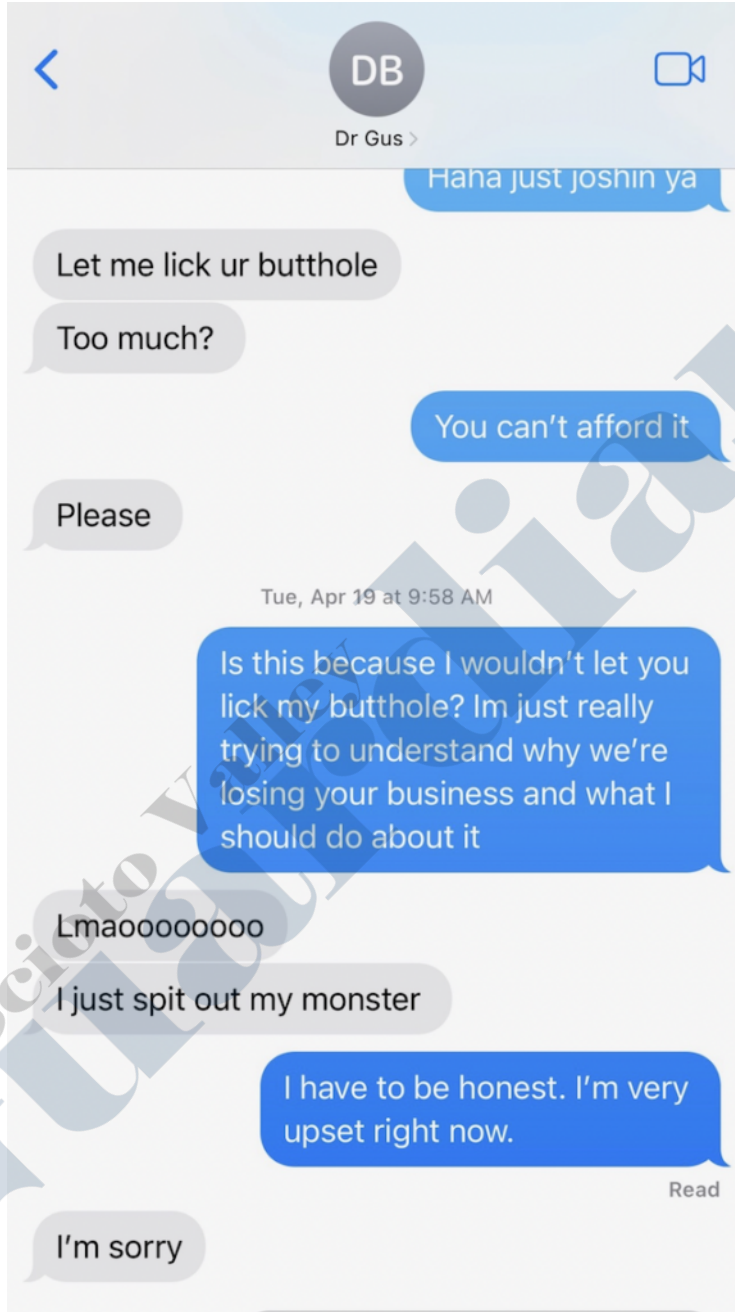 DB
Dr Gus
Haha just joshin ya
Let me lick ur butthole
Too much?
You can't afford it
Please
Tue, Apr 19 at 9:58 AM
Is this because I wouldn't let you
lick my butthole? Im just really
trying to understand why we're
losing your business and what I
should do about it
Lmaooooooooo
I just spit out my monster
I have to be honest. I'm very
upset right now.
Read
I'm sorry